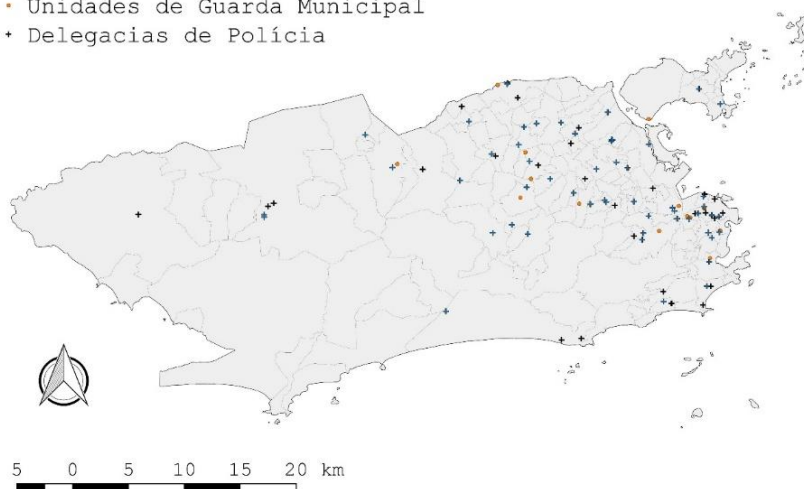 Unidades de Guarda Municipal
Delegacias de Polícia
5 0 5 10 15 20 km